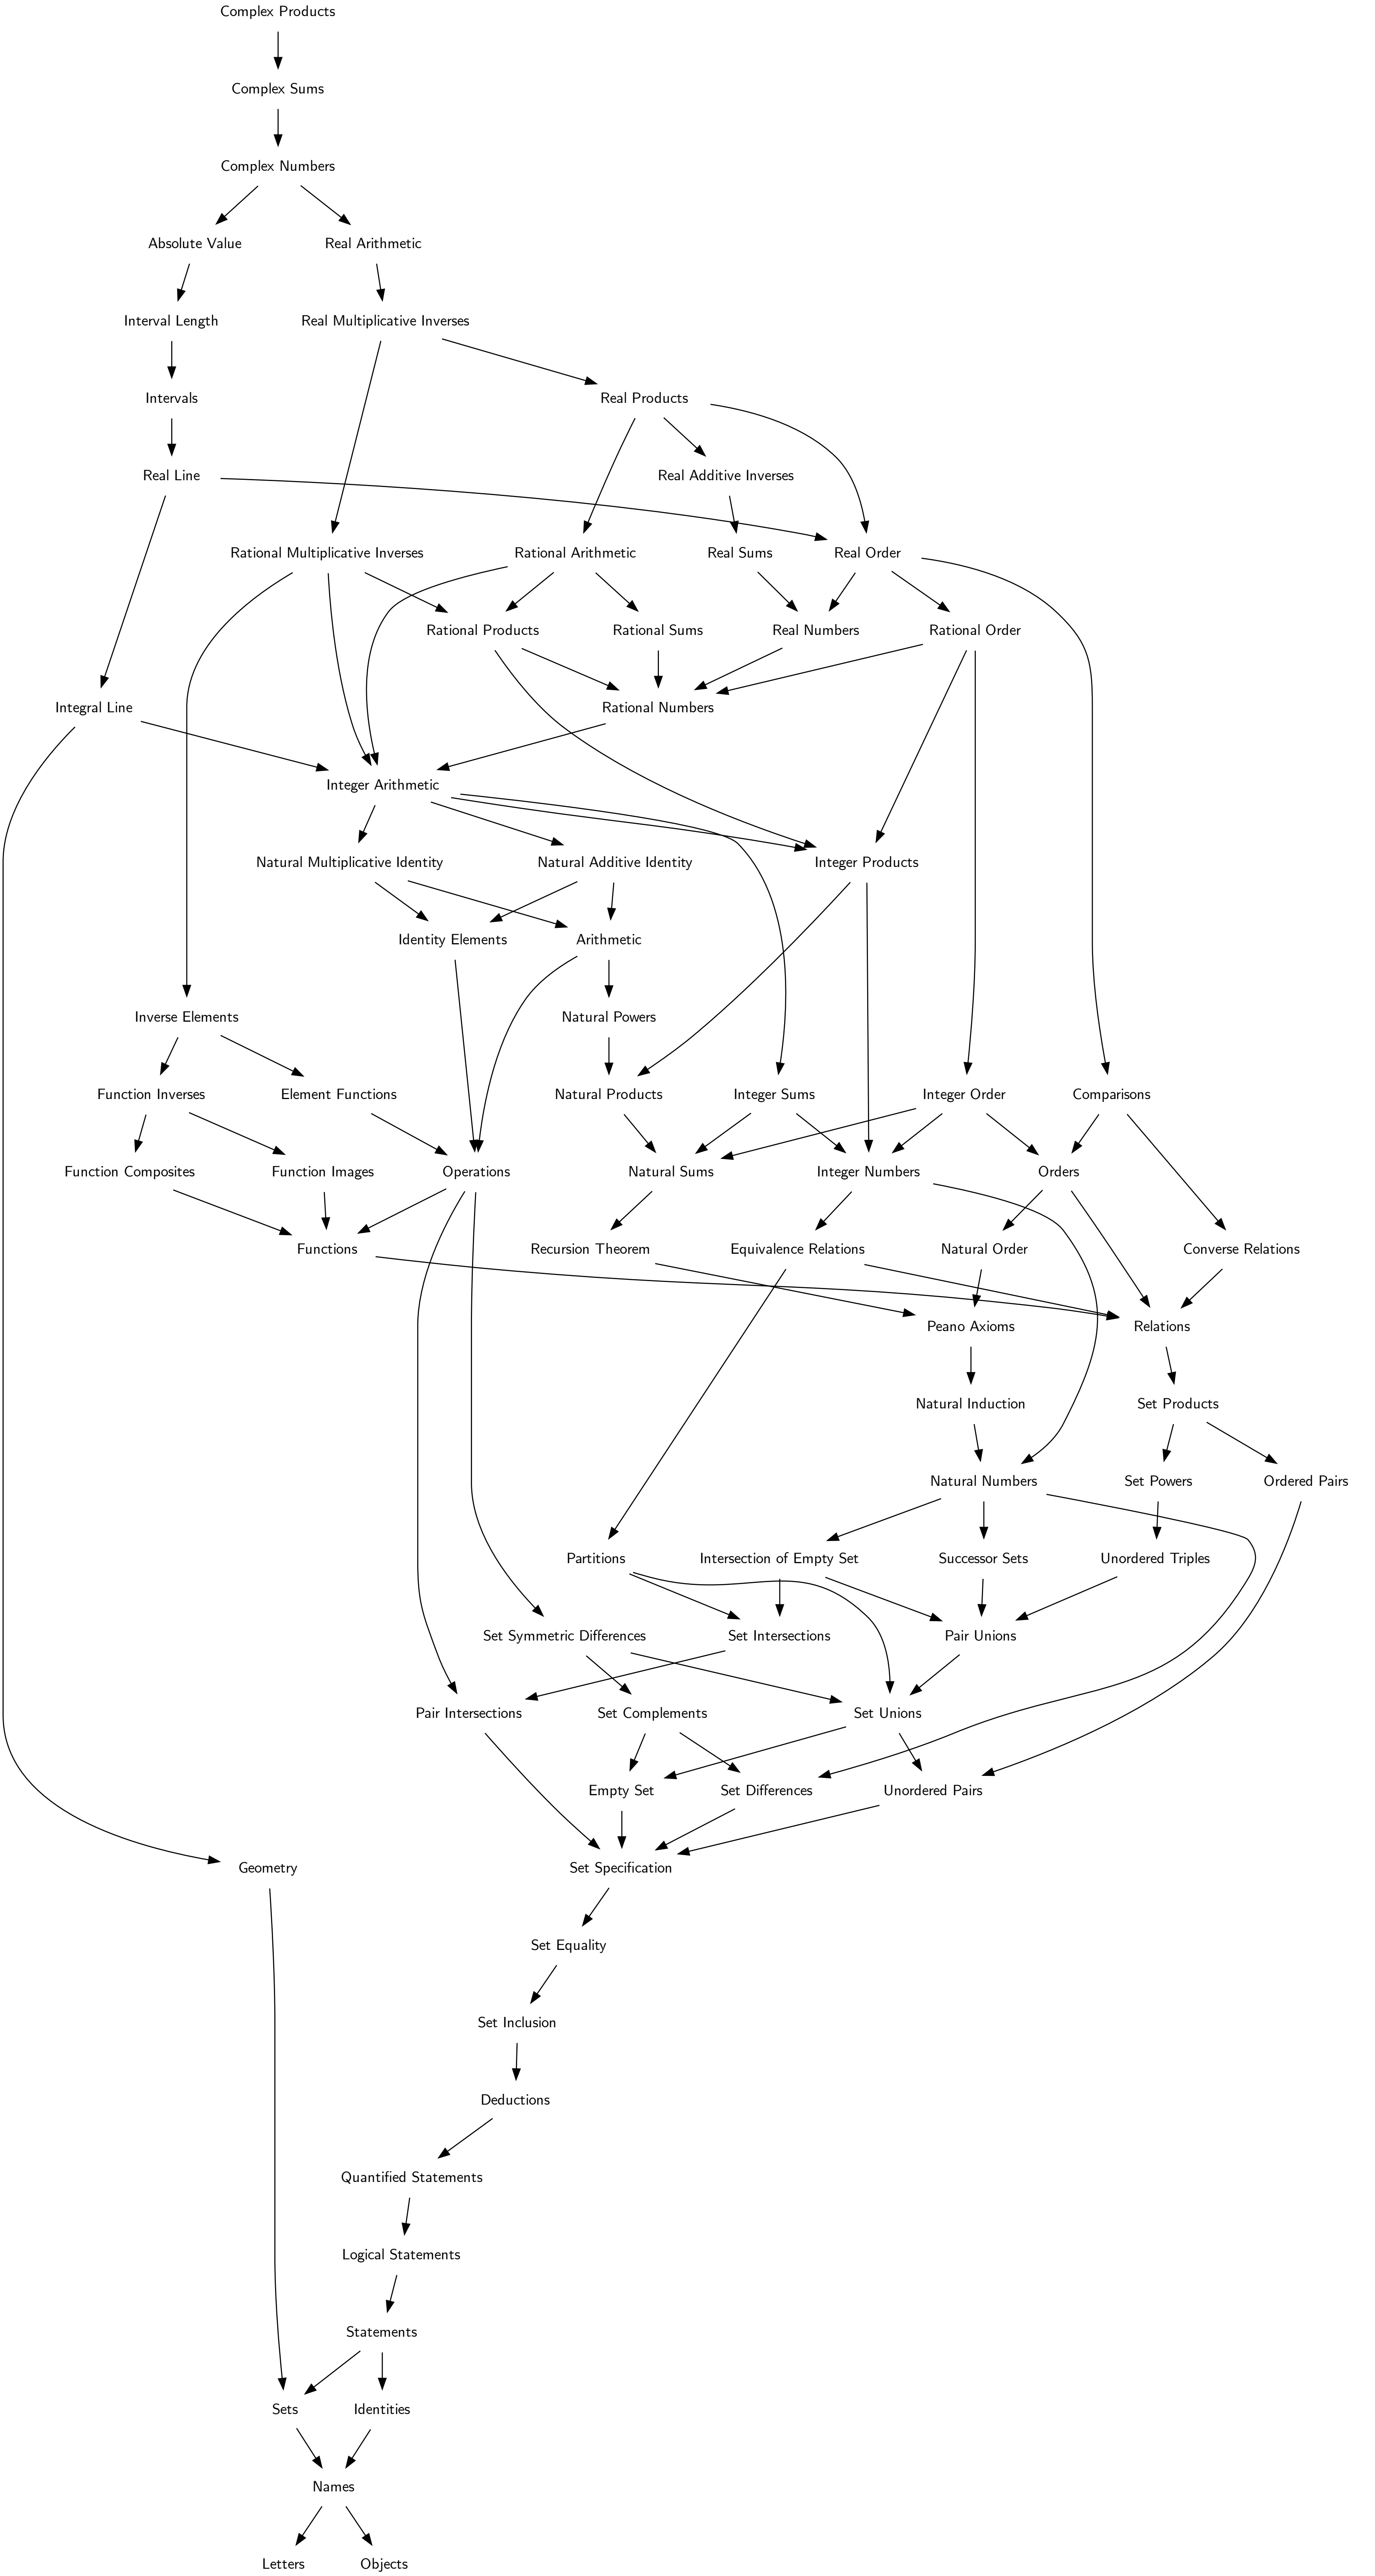 Complex Products
Complex Sums
Complex Numbers
Absolute Value
Real Arithmetic
Interval Length
Real Multiplicative Inverses
Intervals
Real Products
Real Line
Real Additive Inverses
Rational Multiplicative Inverses
Rational Arithmetic
Real Sums
Real Order
Rational Products
Rational Sums
Real Numbers
Rational Order
Integral Line
Rational Numbers
Integer Arithmetic
Natural Multiplicative Identity
Natural Additive Identity
Integer Products
Identity Elements
Arithmetic
Inverse Elements
Natural Powers
Function Inverses
Element Functions
Natural Products
Integer Sums
Integer Order
Comparisons
Function Composites
Function Images
Operations
Natural Sums
Integer Numbers
Orders
Functions
Recursion Theorem
Equivalence Relations
Natural Order
Converse Relations
Peano Axioms
Relations
Natural Induction
Set Products
Natural Numbers
Set Powers
Ordered Pairs
Partitions
Intersection of Empty Set
Successor Sets
Unordered Triples
Set Symmetric Differences
Set Intersections
Pair Unions
Pair Intersections
Set Complements
Set Unions
Empty Set
Set Differences
Unordered Pairs
Geometry
Set Specification
Set Equality
Set Inclusion
Deductions
Quantified Statements
Logical Statements
Statements
Sets
Identities
Names
Letters
Objects